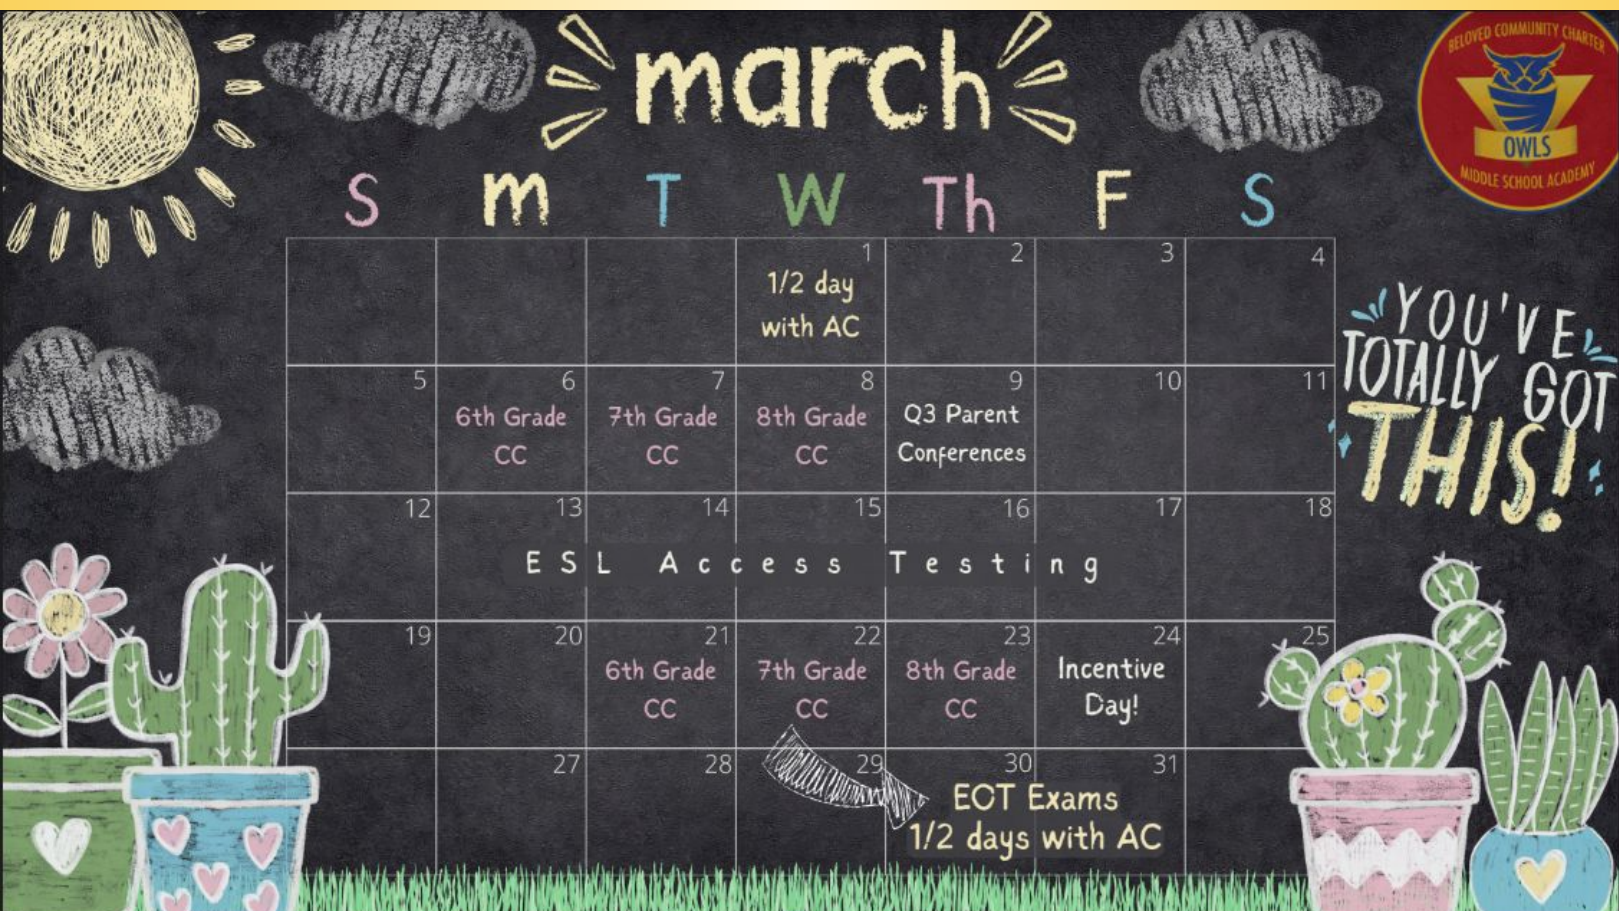 march
BELOVED COMMUNITY CHARTER
OWLS
MIDDLE SCHOOL ACADEMY
S m T W Th F S
1 2 3 4
1/2 day
with AC
YOU'VE
TOTALLY GOT
THIS!
5 6 7 8 9 10 11
6th Grade
CC
7th Grade
CC
8th Grade
CC
Q3 Parent
Conferences
12 13 14 15 16 17 18
ESL Access Testing
19 20 21 22 23 24 25
6th Grade
CC
7th Grade
CC
8th Grade
CC
Incentive
Day!
27 28 29 30 31
EOT Exams
1/2 days with AC